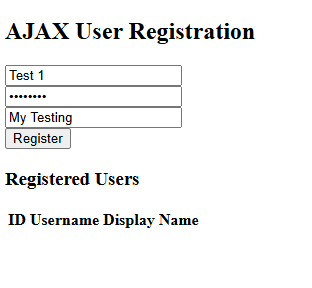 AJAX User Registration
Test 1
••••••••
My Testing
Register
Registered Users
ID Username Display Name